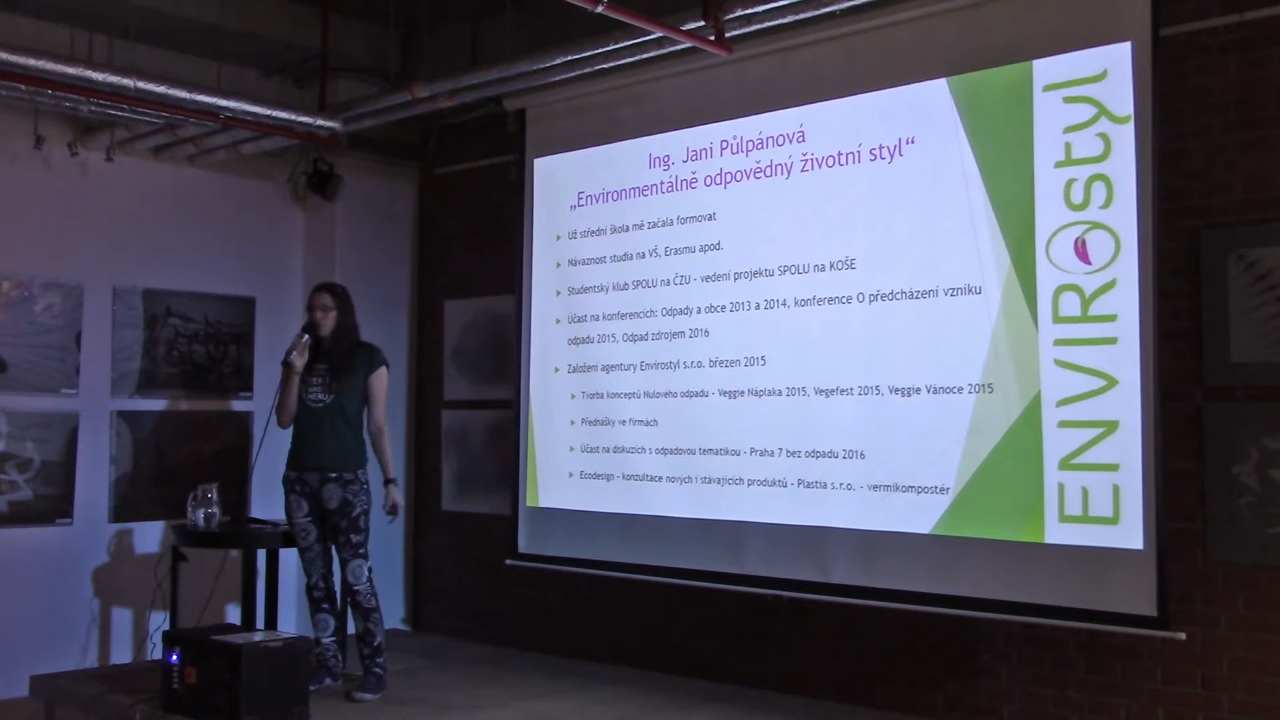 Ing. Jani Půlpánová
„Environmentálně odpovědný životní styl“
Už střední škola mě začala formovat
Návaznost studia na VŠ, Erasmu apod.
Studentský klub SPOLU na ČZU - vedení projektu SPOLU na KOŠE
Účast na konferencích: Odpady a obce 2013 a 2014, konference O předcházení vzniku
odpadu 2015, Odpad zdrojem 2016
Založení agentury Envirostyl s.r.o. březen 2015
Tvorba konceptů Nulového odpadu - Veggie Náplaka 2015, Vegefest 2015, Veggie Vánoce 2015
Přednášky ve firmách
Účast na diskuzích s odpadovou tematikou - Praha 7 bez odpadu 2016
Ecodesign - konzultace nových i stávajících produktů - Plastia s.r.o. - vermikompostér
ENVIROstyl